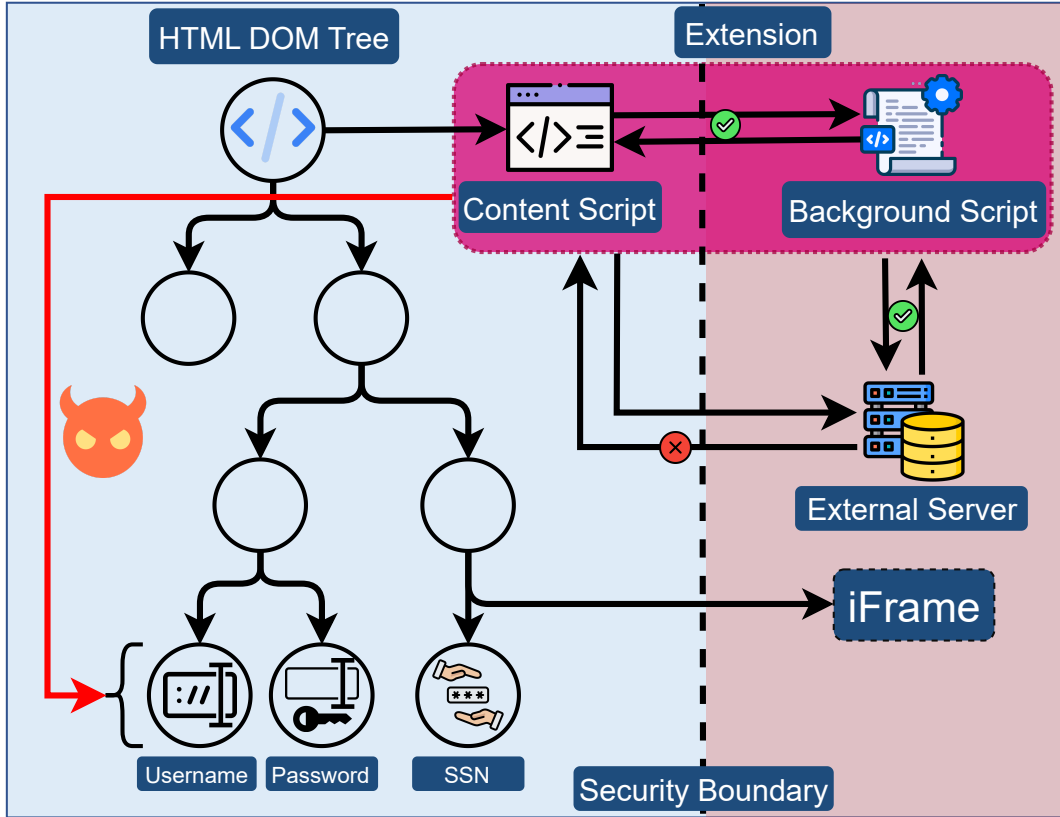 HTML DOM Tree
Extension
</>
</>
</>
Content Script
Background Script
External Server
iFrame
://
***
Username
Password
SSN
Security Boundary